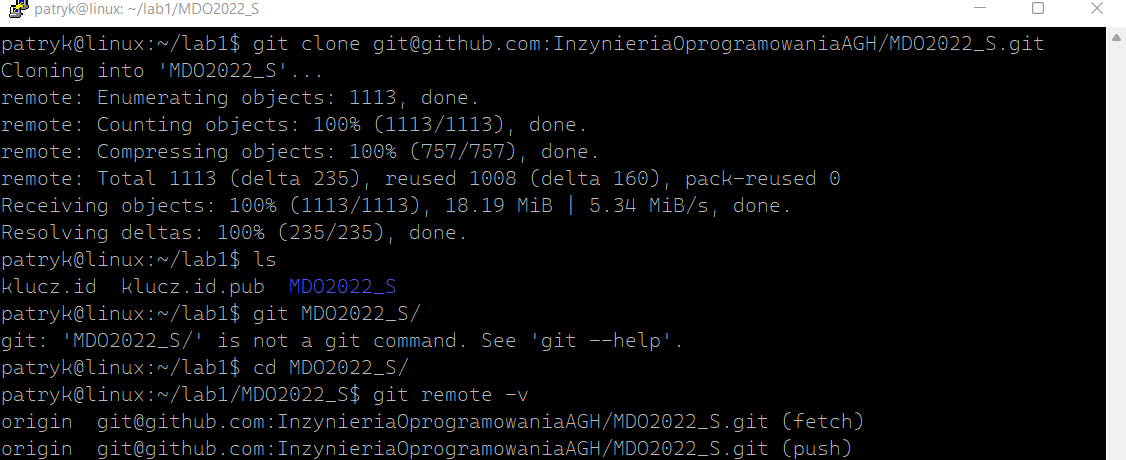 patryk@linux: ~/lab1/MDO2022_S
patryk@linux:~/lab1$ git clone git@github.com:InzynieriaOprogramowaniaAGH/MDO2022_S.git
Cloning into 'MDO2022_S'...
remote: Enumerating objects: 1113, done.
remote: Counting objects: 100% (1113/1113), done.
remote: Compressing objects: 100% (757/757), done.
remote: Total 1113 (delta 235), reused 1008 (delta 160), pack-reused 0
Receiving objects: 100% (1113/1113), 18.19 MiB | 5.34 MiB/s, done.
Resolving deltas: 100% (235/235), done.
patryk@linux:~/lab1$ ls
klucz.id  klucz.id.pub  MDO2022_S
patryk@linux:~/lab1$ git MDO2022_S/
git: 'MDO2022_S/' is not a git command. See 'git --help'.
patryk@linux:~/lab1$ cd MDO2022_S/
patryk@linux:~/lab1/MDO2022_S$ git remote -v
origin  git@github.com:InzynieriaOprogramowaniaAGH/MDO2022_S.git (fetch)
origin  git@github.com:InzynieriaOprogramowaniaAGH/MDO2022_S.git (push)